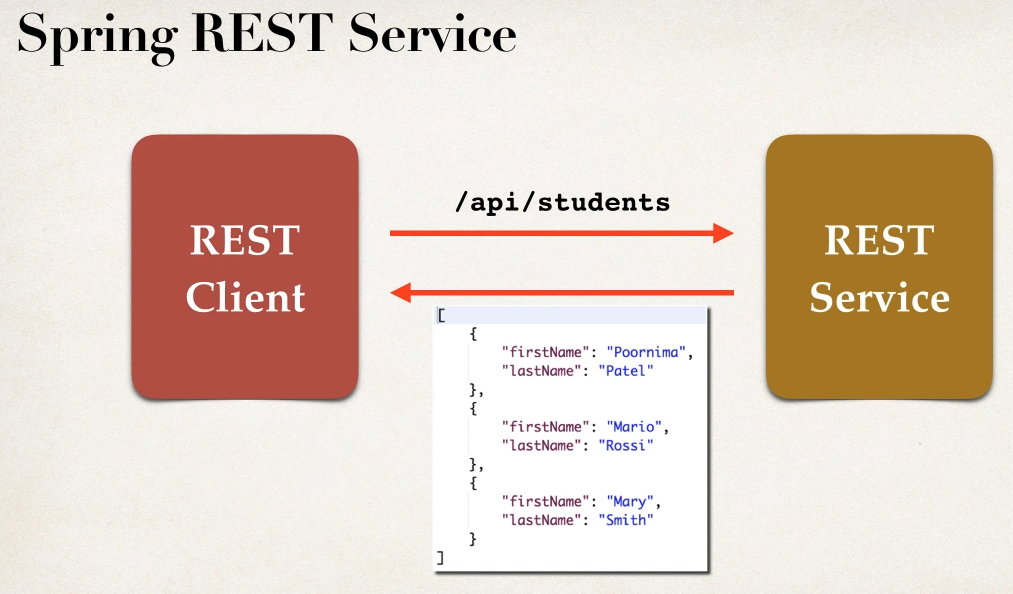 Spring REST Service
REST
Client
/api/students
REST
Service
[
{
"firstName": "Poornima",
"lastName": "Patel"
},
{
"firstName": "Mario",
"lastName": "Rossi"
},
{
"firstName": "Mary",
"lastName": "Smith"
}
]